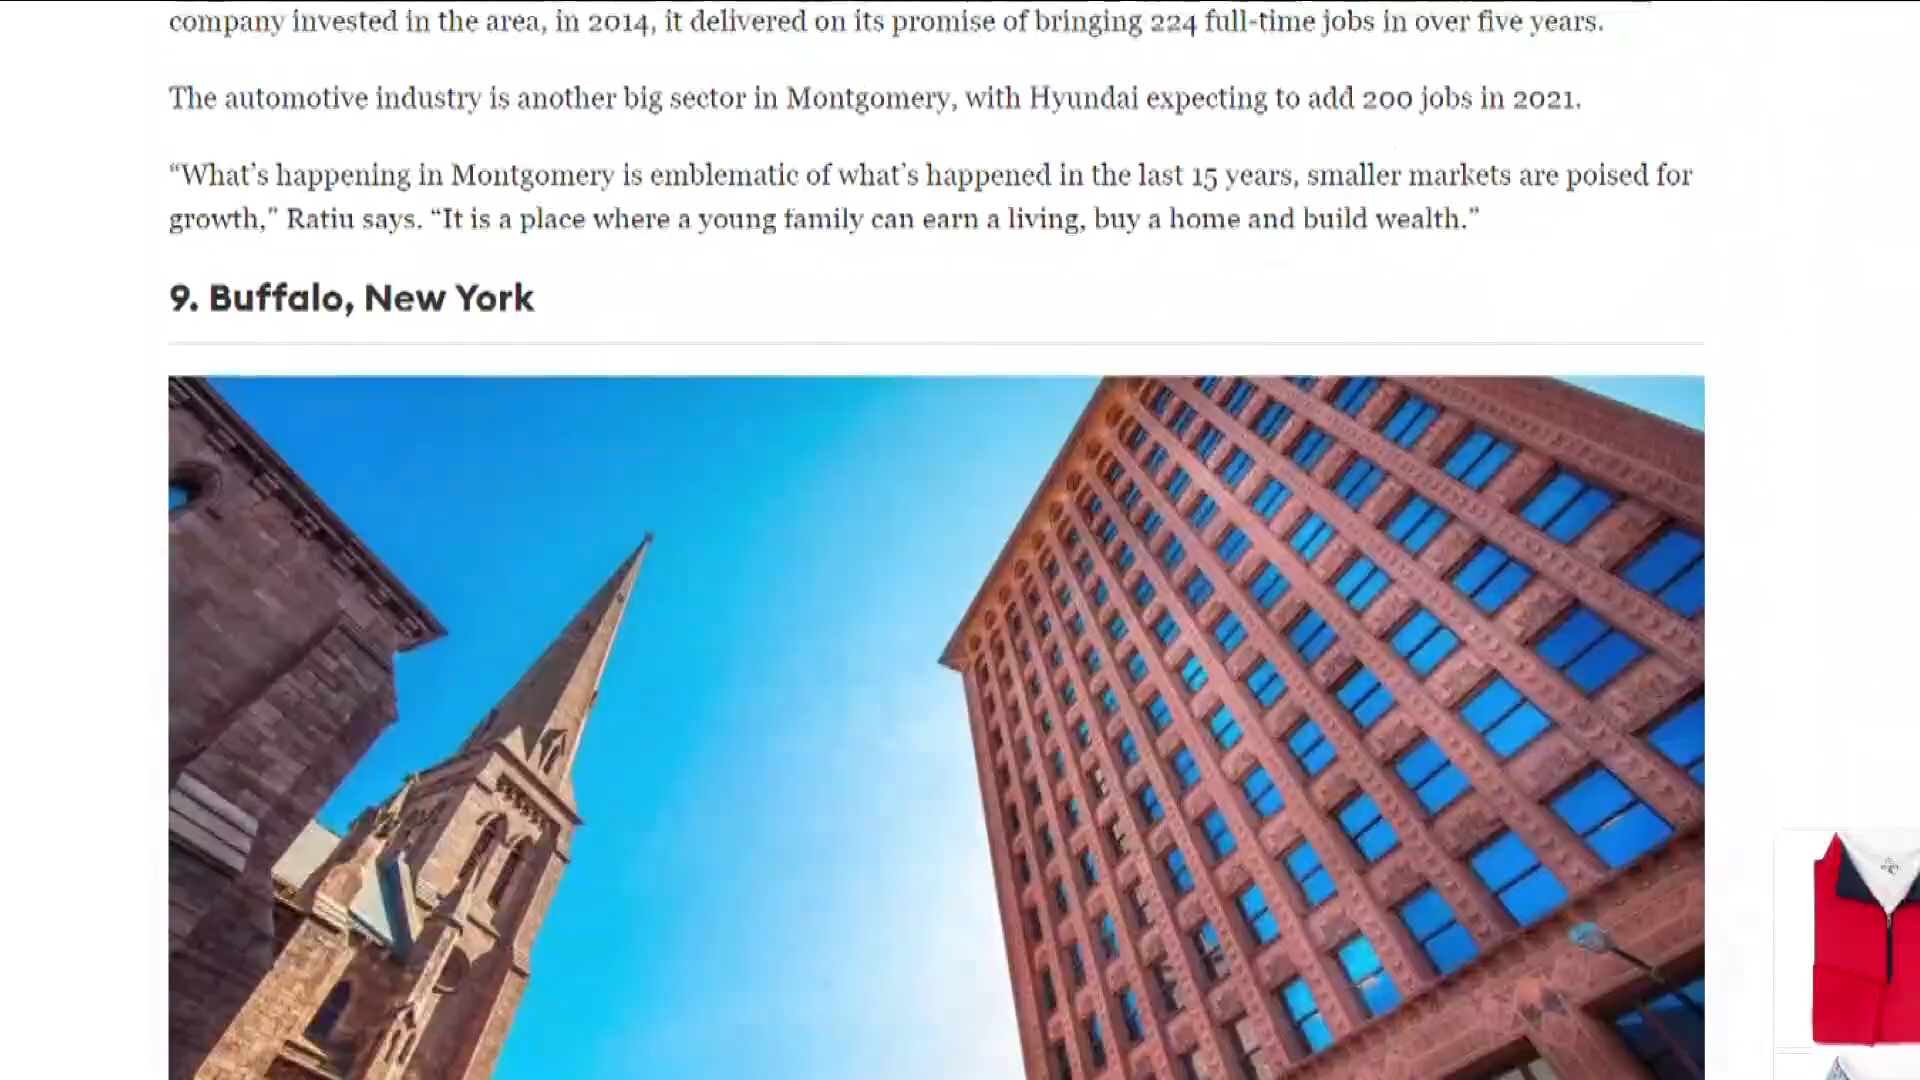 company invested in the area, in 2014, it delivered on its promise of bringing 224 full-time jobs in over five years.
The automotive industry is another big sector in Montgomery, with Hyundai expecting to add 200 jobs in 2021.
“What’s happening in Montgomery is emblematic of what’s happened in the last 15 years, smaller markets are poised for
growth,” Ratiu says. “It is a place where a young family can earn a living, buy a home and build wealth.”
9. Buffalo, New York